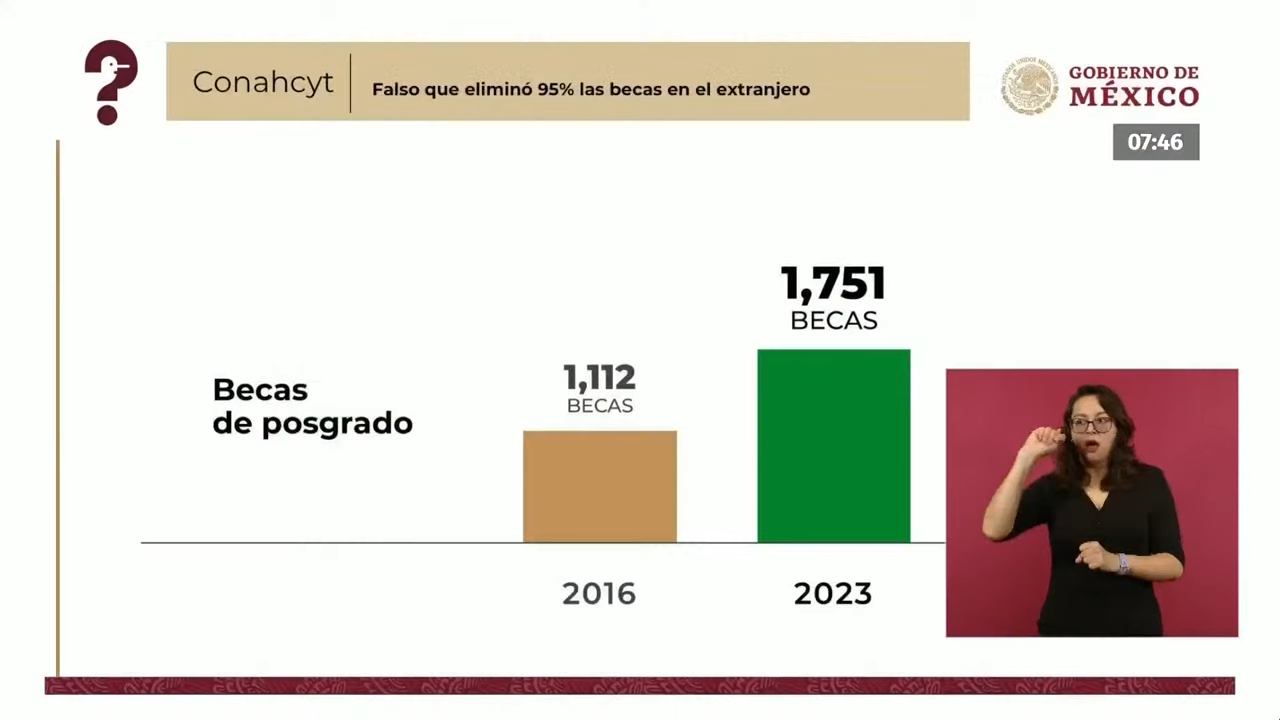 Conahcyt
Falso que eliminó 95% las becas en el extranjero
GOBIERNO DE
MÉXICO
07:46
1,751
BECAS
1,112
BECAS
Becas
de posgrado
2016
2023